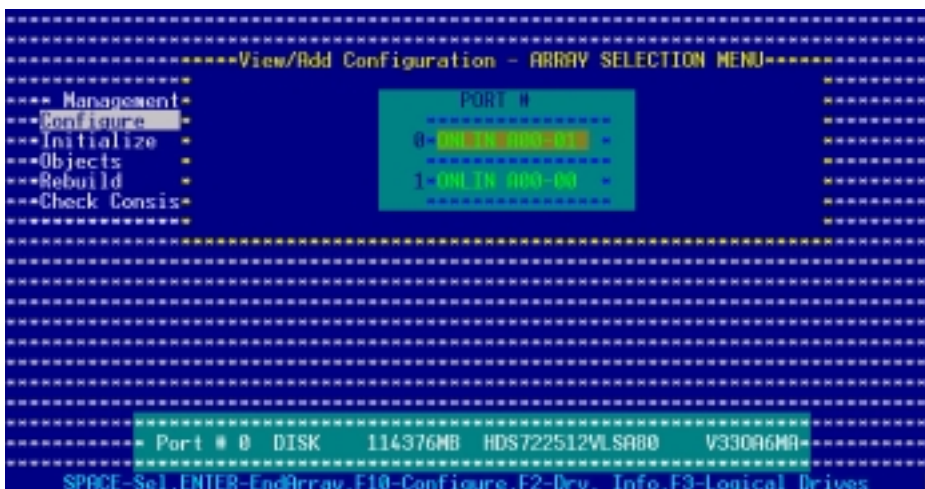 View/Add Configuration - ARRAY SELECTION MENU
Management
Configure
Initialize
Objects
Rebuild
Check Consis
PORT #
0 ONLIN A00-01
1 ONLIN A00-00
Port # 0 DISK 114376MB HDS722512VLSA80 V33OA6MA
SPACE-Sel,ENTER-EndArray,F10-Configure,F2-Drv. Info,F3-Logical Drives